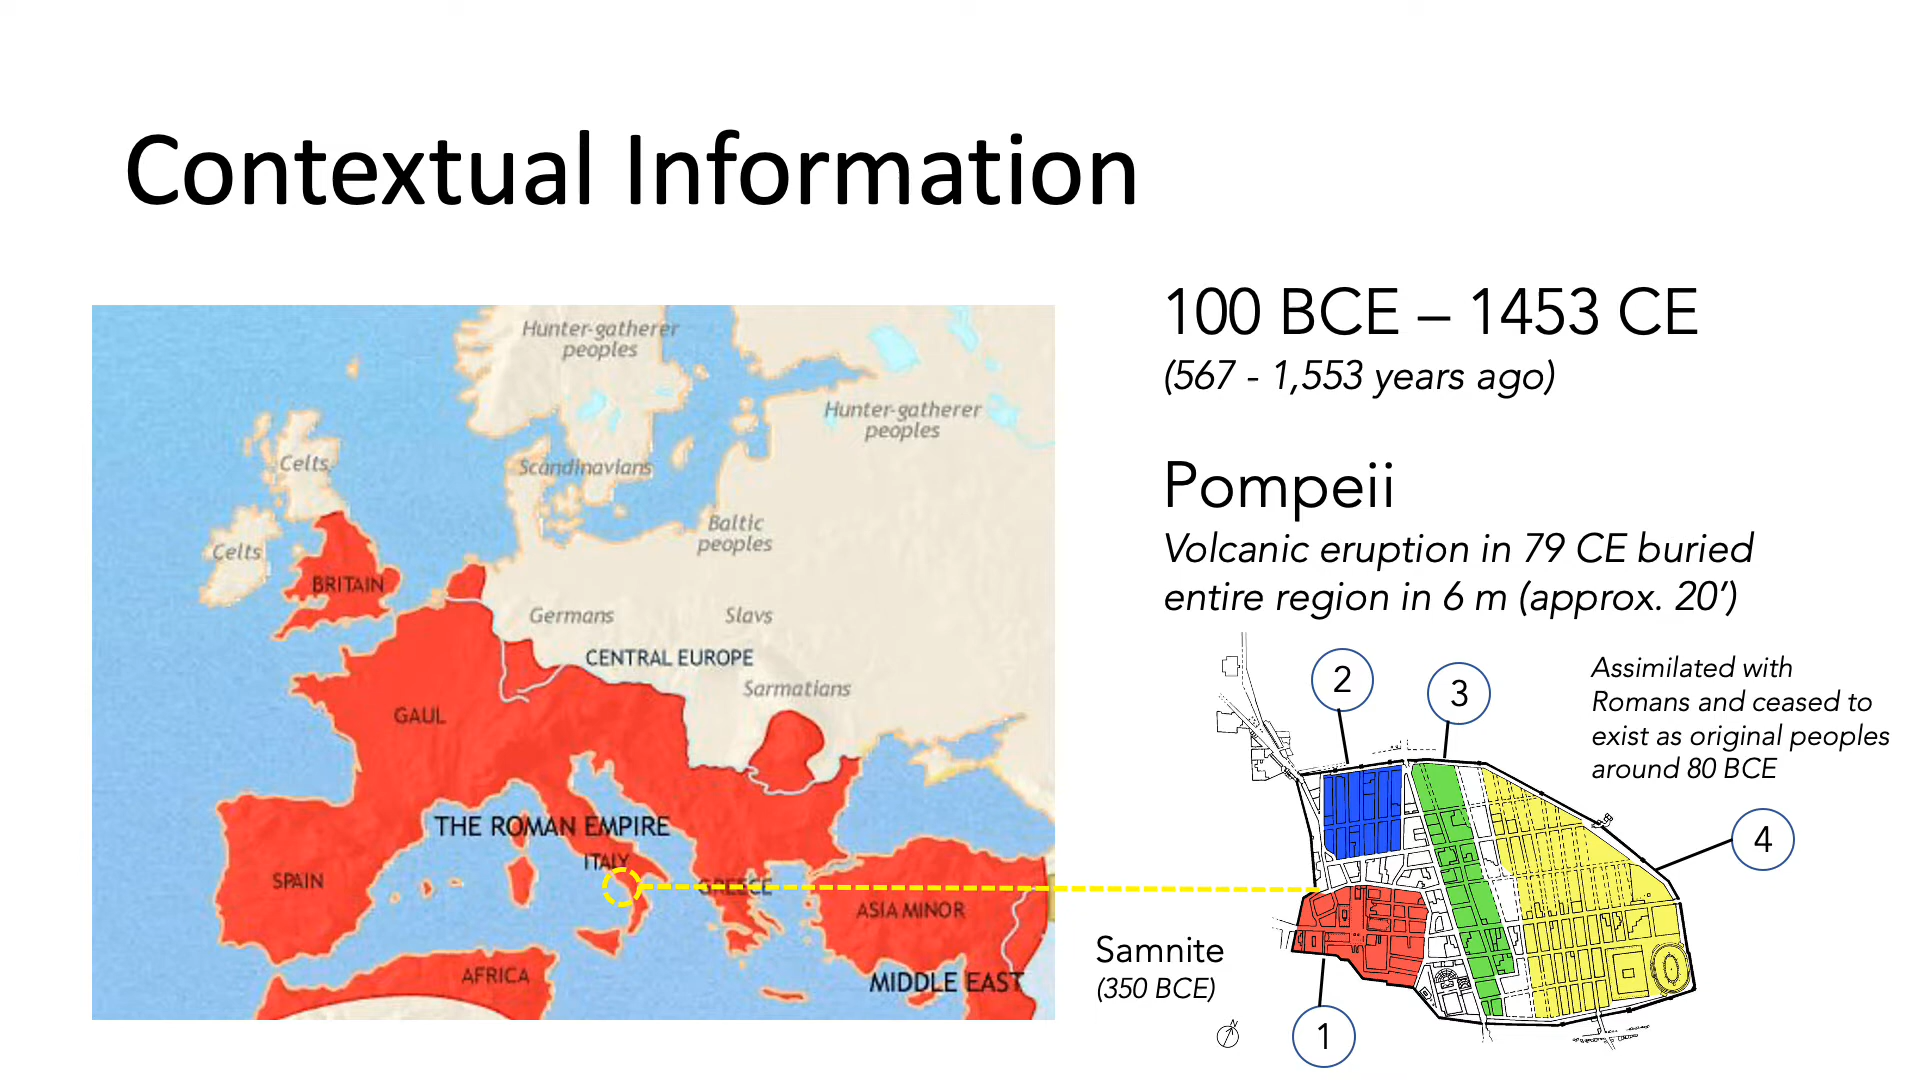 Contextual Information
Hunter-gatherer
peoples
Hunter-gatherer
peoples
Celts
Scandinavians
Celts
Baltic
peoples
BRITAIN
Germans
Slavs
CENTRAL EUROPE
Sarmatians
GAUL
THE ROMAN EMPIRE
ITALY
SPAIN
GREECE
ASIA MINOR
AFRICA
MIDDLE EAST
100 BCE – 1453 CE
(567 - 1,553 years ago)
Pompeii
Volcanic eruption in 79 CE buried
entire region in 6 m (approx. 20’)
2
3
Assimilated with
Romans and ceased to
exist as original peoples
around 80 BCE
4
Samnite
(350 BCE)
N
1